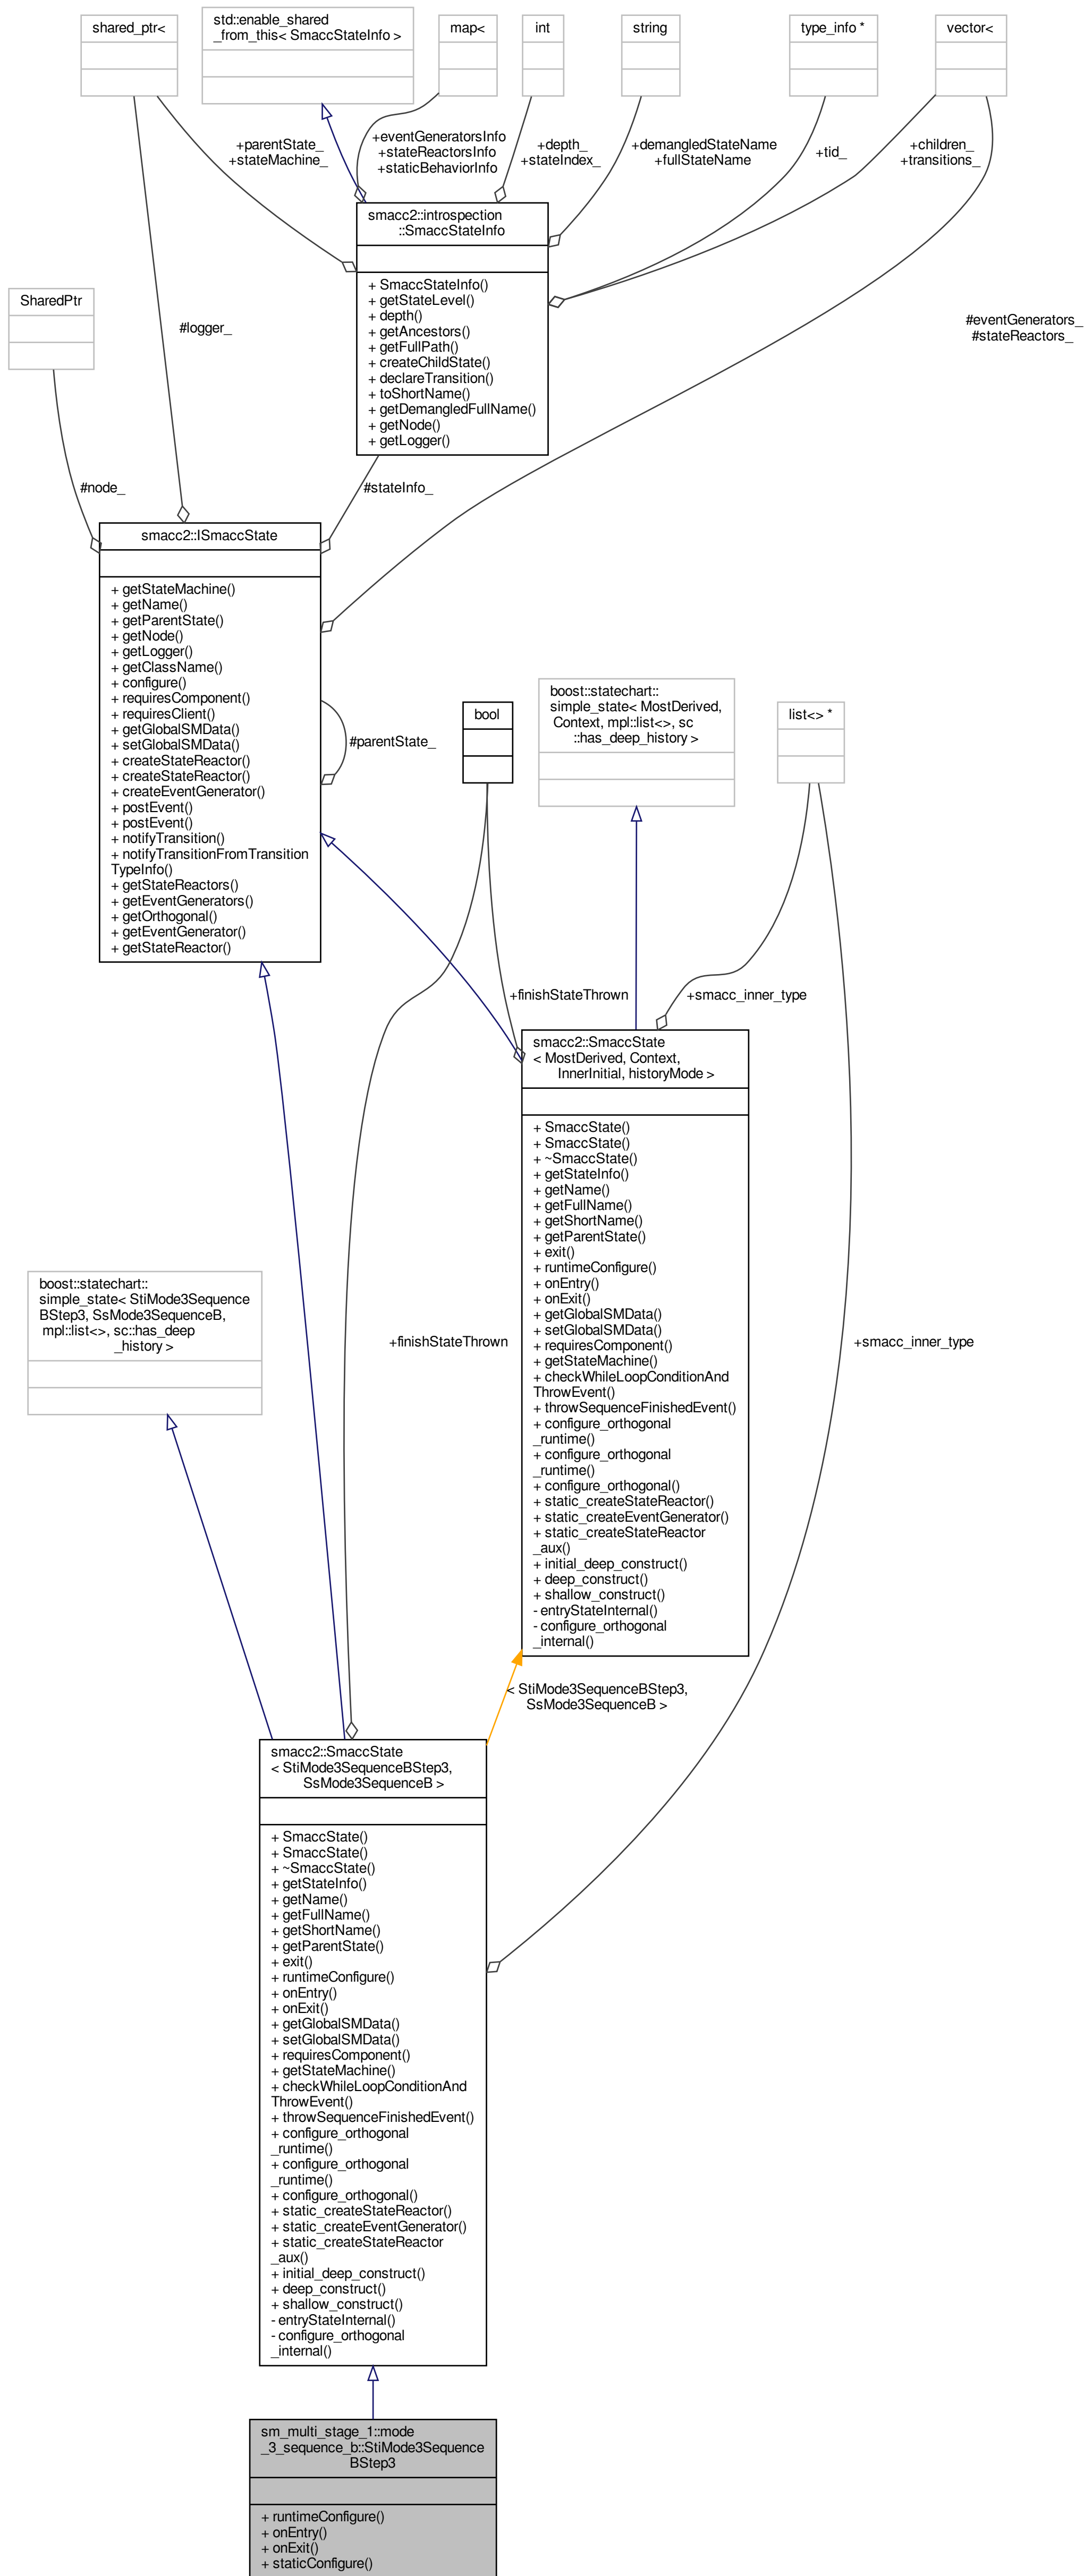 shared_ptr<
std::enable_shared
_from_this< SmaccStateInfo >
map<
int
string
type_info *
vector<
+parentState_
+stateMachine_
+eventGeneratorsInfo
+stateReactorsInfo
+staticBehaviorInfo
+depth_
+stateIndex_
+demangledStateName
+fullStateName
+tid_
+children_
+transitions_
smacc2::introspection
::SmaccStateInfo
+ SmaccStateInfo()
+ getStateLevel()
+ depth()
+ getAncestors()
+ getFullPath()
+ createChildState()
+ declareTransition()
+ toShortName()
+ getDemangledFullName()
+ getNode()
+ getLogger()
SharedPtr
#logger_
#eventGenerators_
#stateReactors_
#node_
#stateInfo_
smacc2::ISmaccState
+ getStateMachine()
+ getName()
+ getParentState()
+ getNode()
+ getLogger()
+ getClassName()
+ configure()
+ requiresComponent()
+ requiresClient()
+ getGlobalSMData()
+ setGlobalSMData()
+ createStateReactor()
+ createStateReactor()
+ createEventGenerator()
+ postEvent()
+ postEvent()
+ notifyTransition()
+ notifyTransitionFromTransition
TypeInfo()
+ getStateReactors()
+ getEventGenerators()
+ getOrthogonal()
+ getEventGenerator()
+ getStateReactor()
#parentState_
bool
boost::statechart::
simple_state< MostDerived,
Context, mpl::list<>, sc
::has_deep_history >
list<> *
+finishStateThrown
+smacc_inner_type
smacc2::SmaccState
< MostDerived, Context,
InnerInitial, historyMode >
+ SmaccState()
+ SmaccState()
+ ~SmaccState()
+ getStateInfo()
+ getName()
+ getFullName()
+ getShortName()
+ getParentState()
+ exit()
+ runtimeConfigure()
+ onEntry()
+ onExit()
+ getGlobalSMData()
+ setGlobalSMData()
+ requiresComponent()
+ getStateMachine()
+ checkWhileLoopConditionAnd
ThrowEvent()
+ throwSequenceFinishedEvent()
+ configure_orthogonal
_runtime()
+ configure_orthogonal
_runtime()
+ configure_orthogonal()
+ static_createStateReactor()
+ static_createEventGenerator()
+ static_createStateReactor
_aux()
+ initial_deep_construct()
+ deep_construct()
+ shallow_construct()
- entryStateInternal()
- configure_orthogonal
_internal()
boost::statechart::
simple_state< StiMode3Sequence
BStep3, SsMode3SequenceB,
mpl::list<>, sc::has_deep
_history >
+finishStateThrown
+smacc_inner_type
< StiMode3SequenceBStep3,
SsMode3SequenceB >
smacc2::SmaccState
< StiMode3SequenceBStep3,
SsMode3SequenceB >
+ SmaccState()
+ SmaccState()
+ ~SmaccState()
+ getStateInfo()
+ getName()
+ getFullName()
+ getShortName()
+ getParentState()
+ exit()
+ runtimeConfigure()
+ onEntry()
+ onExit()
+ getGlobalSMData()
+ setGlobalSMData()
+ requiresComponent()
+ getStateMachine()
+ checkWhileLoopConditionAnd
ThrowEvent()
+ throwSequenceFinishedEvent()
+ configure_orthogonal
_runtime()
+ configure_orthogonal
_runtime()
+ configure_orthogonal()
+ static_createStateReactor()
+ static_createEventGenerator()
+ static_createStateReactor
_aux()
+ initial_deep_construct()
+ deep_construct()
+ shallow_construct()
- entryStateInternal()
- configure_orthogonal
_internal()
sm_multi_stage_1::mode
_3_sequence_b::StiMode3Sequence
BStep3
+ runtimeConfigure()
+ onEntry()
+ onExit()
+ staticConfigure()